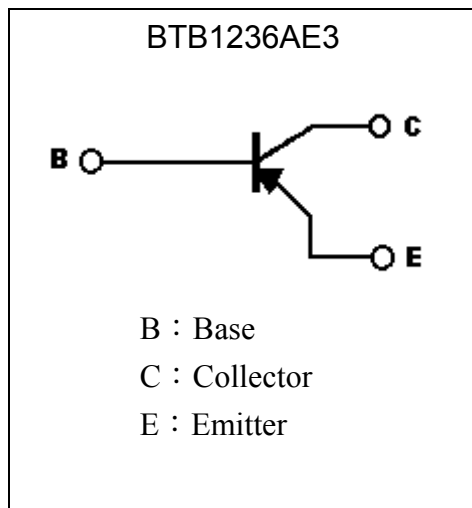 BTB1236AE3
C
B
E
B：Base
C：Collector
E：Emitter